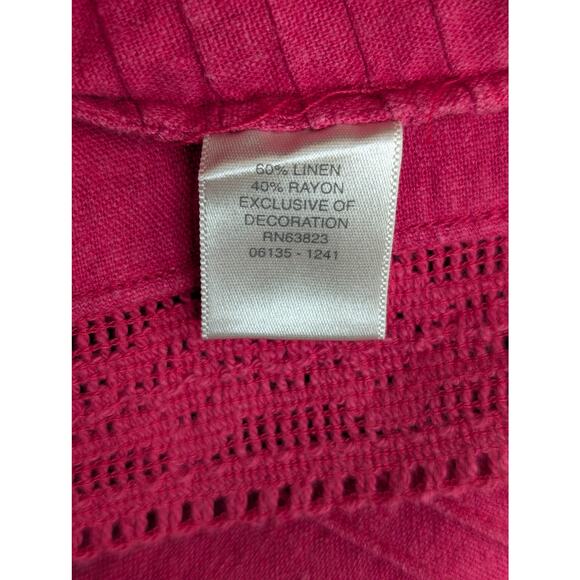 60% LINEN
40% RAYON
EXCLUSIVE OF
DECORATION
RN63823
06135 - 1241